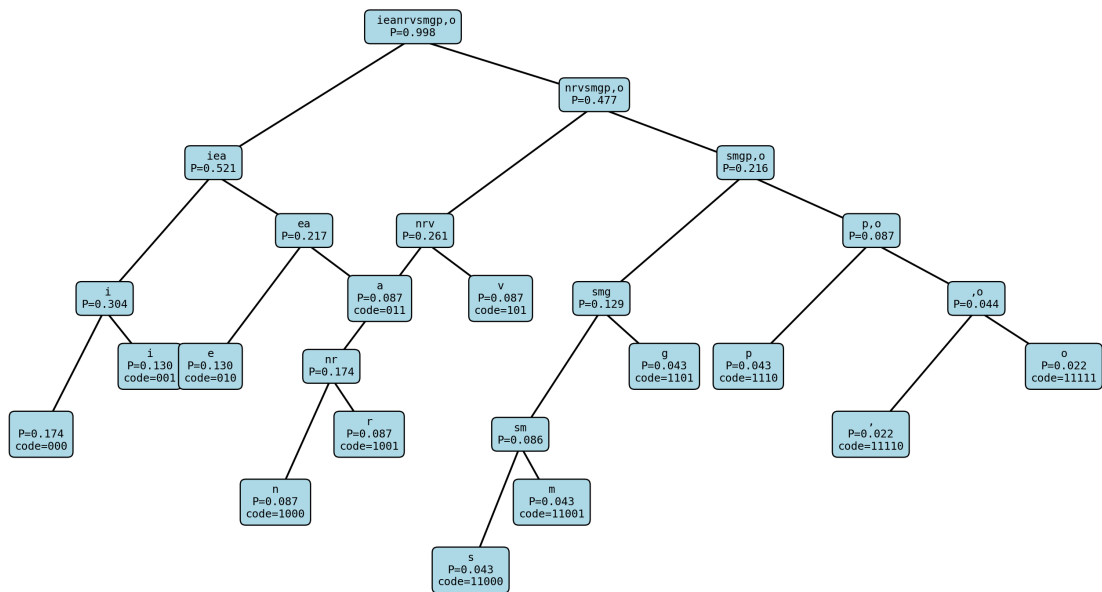 ieanrvsmgp,o
P=0.998
nrvsmgp,o
P=0.477
iea
P=0.521
smgp,o
P=0.216
ea
P=0.217
nrv
P=0.261
p,o
P=0.087
i
P=0.304
a
P=0.087
code=011
v
P=0.087
code=101
smg
P=0.129
,o
P=0.044
i
P=0.130
code=001
e
P=0.130
code=010
nr
P=0.174
g
P=0.043
code=1101
p
P=0.043
code=1110
o
P=0.022
code=11111
P=0.174
code=000
r
P=0.087
code=1001
sm
P=0.086
,
P=0.022
code=11110
n
P=0.087
code=1000
m
P=0.043
code=11001
s
P=0.043
code=11000